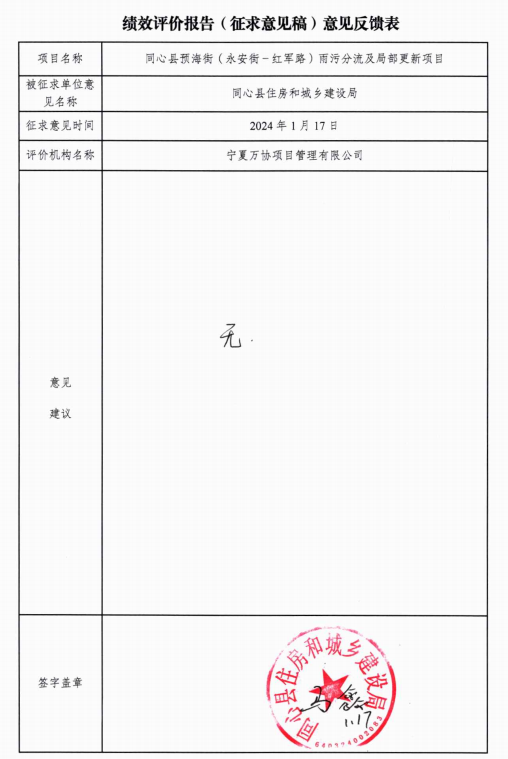 绩效评价报告（征求意见稿）意见反馈表
项目名称
同心县预海街（永安街－红军路）雨污分流及局部更新项目
被征求单位意
见名称
同心县住房和城乡建设局
征求意见时间
2024 年 1 月 17 日
评价机构名称
宁夏万协项目管理有限公司
意见
建议
无.
签字盖章
同心县住房和城乡建设局
1.17